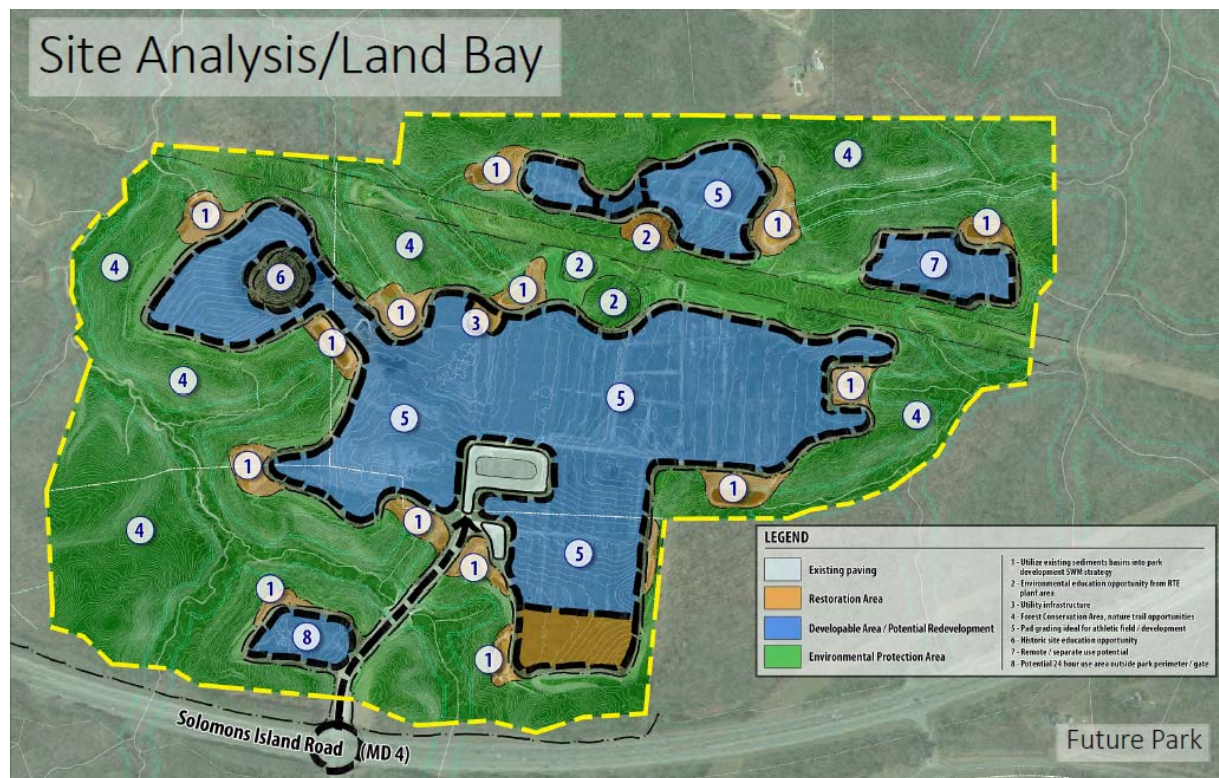 Site Analysis/Land Bay
1
4
5
1
1
2
1
7
1
4
2
2
6
4
1
1
3
1
4
1
4
5
5
1
4
1
1
1
5
4
1
1
8
1
Solomons Island Road (MD 4)
LEGEND
Existing paving
Restoration Area
Developable Area / Potential Redevelopment
Environmental Protection Area
1 - Utilize existing sediments basins into park
development SWM strategy
2 - Environmental education opportunity from RTE
plant area
3 - Utility infrastructure
4 - Forest Conservation Area, nature trail opportunities
5 - Pad grading ideal for athletic field / development
6 - Historic site education opportunity
7 - Remote / separate use potential
8 - Potential 24 hour use area outside park perimeter / gate
Future Park